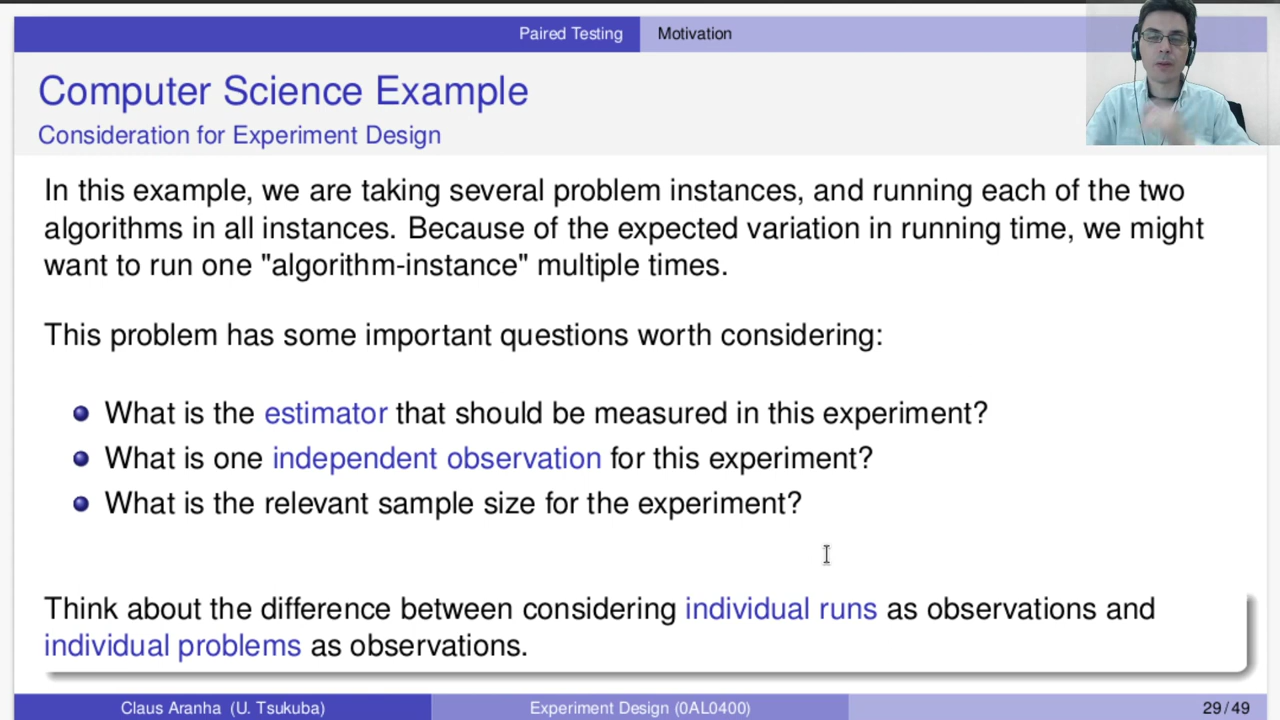 Paired Testing Motivation
Computer Science Example
Consideration for Experiment Design
In this example, we are taking several problem instances, and running each of the two
algorithms in all instances. Because of the expected variation in running time, we might
want to run one "algorithm-instance" multiple times.
This problem has some important questions worth considering:
What is the estimator that should be measured in this experiment?
What is one independent observation for this experiment?
What is the relevant sample size for the experiment?
Think about the difference between considering individual runs as observations and
individual problems as observations.
Claus Aranha (U. Tsukuba) Experiment Design (0AL0400) 29 / 49